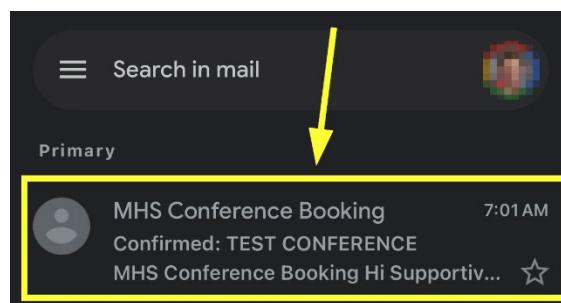 Search in mail
Primary
MHS Conference Booking 7:01 AM
Confirmed: TEST CONFERENCE
MHS Conference Booking Hi Supportiv...